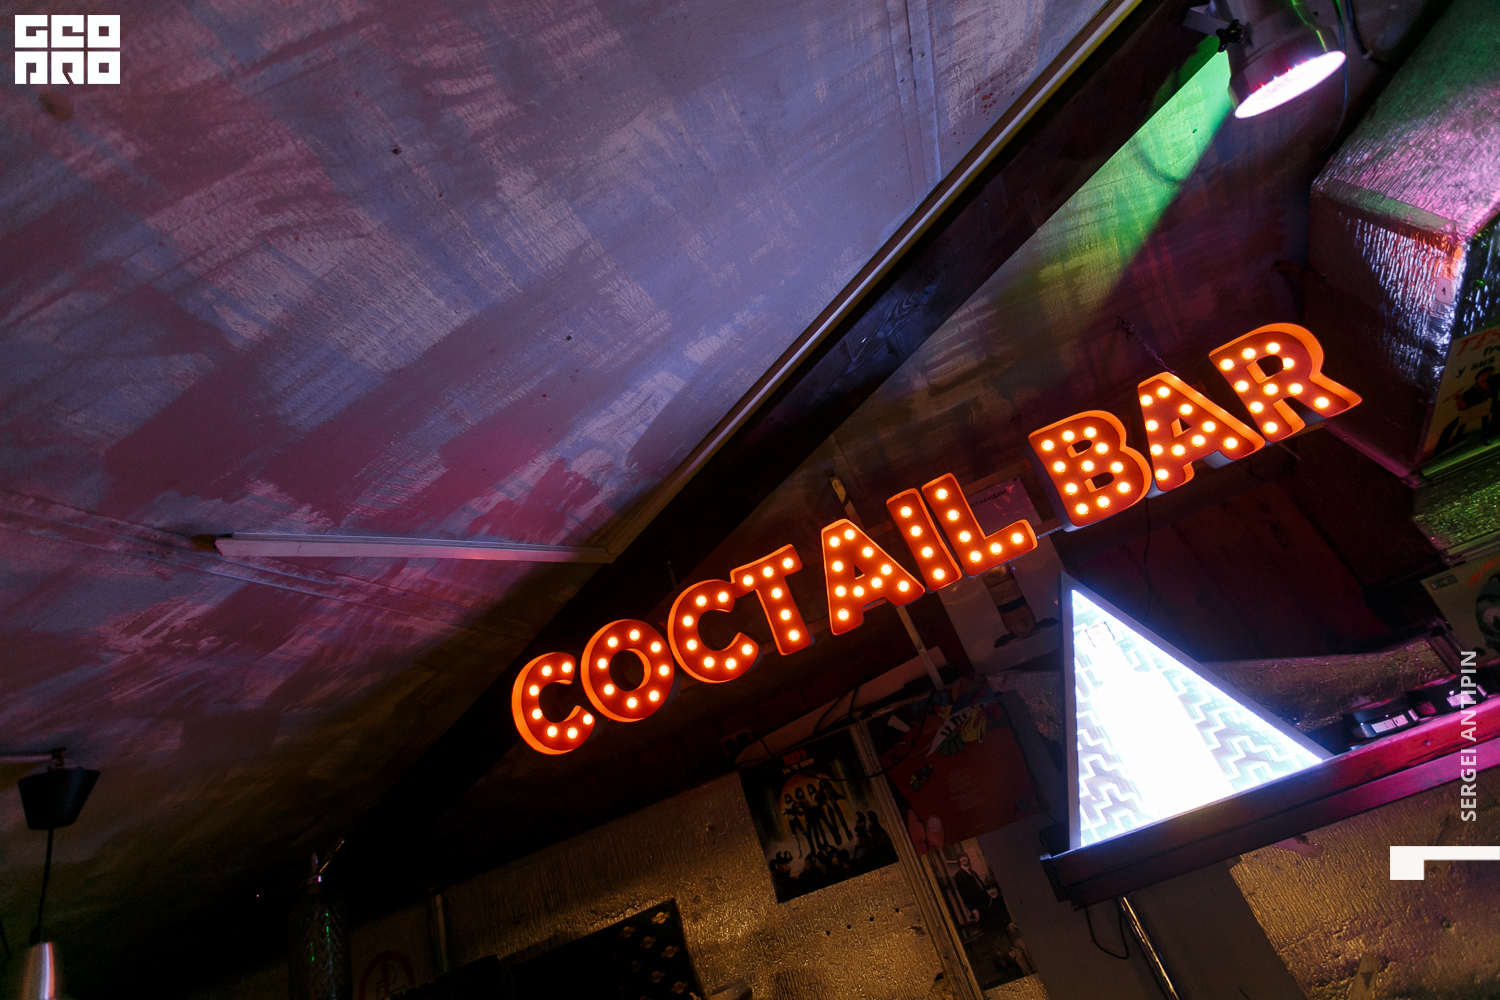 GEO
PRO
COCTAIL BAR
SERGEI ANTIPIN